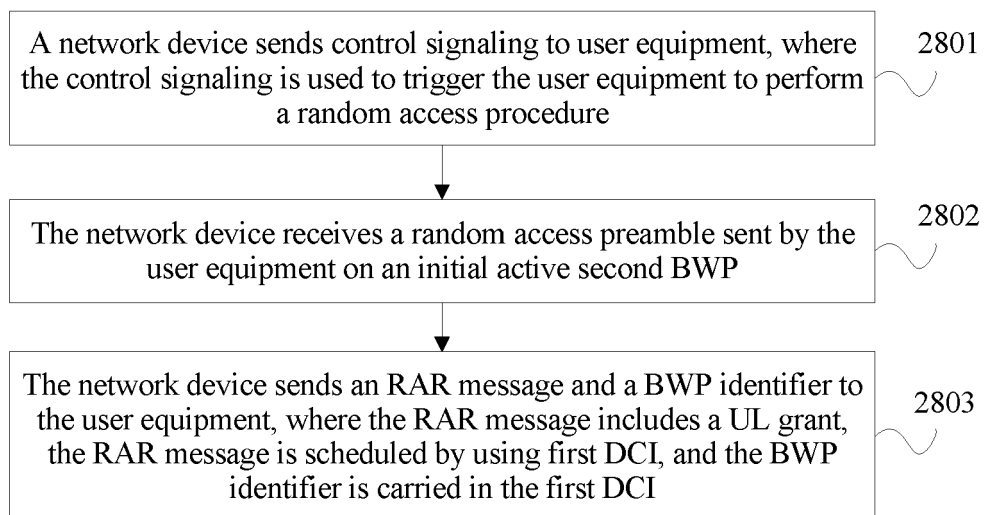 A network device sends control signaling to user equipment, where
the control signaling is used to trigger the user equipment to perform
a random access procedure
2801
The network device receives a random access preamble sent by the
user equipment on an initial active second BWP
2802
The network device sends an RAR message and a BWP identifier to
the user equipment, where the RAR message includes a UL grant,
the RAR message is scheduled by using first DCI, and the BWP
identifier is carried in the first DCI
2803